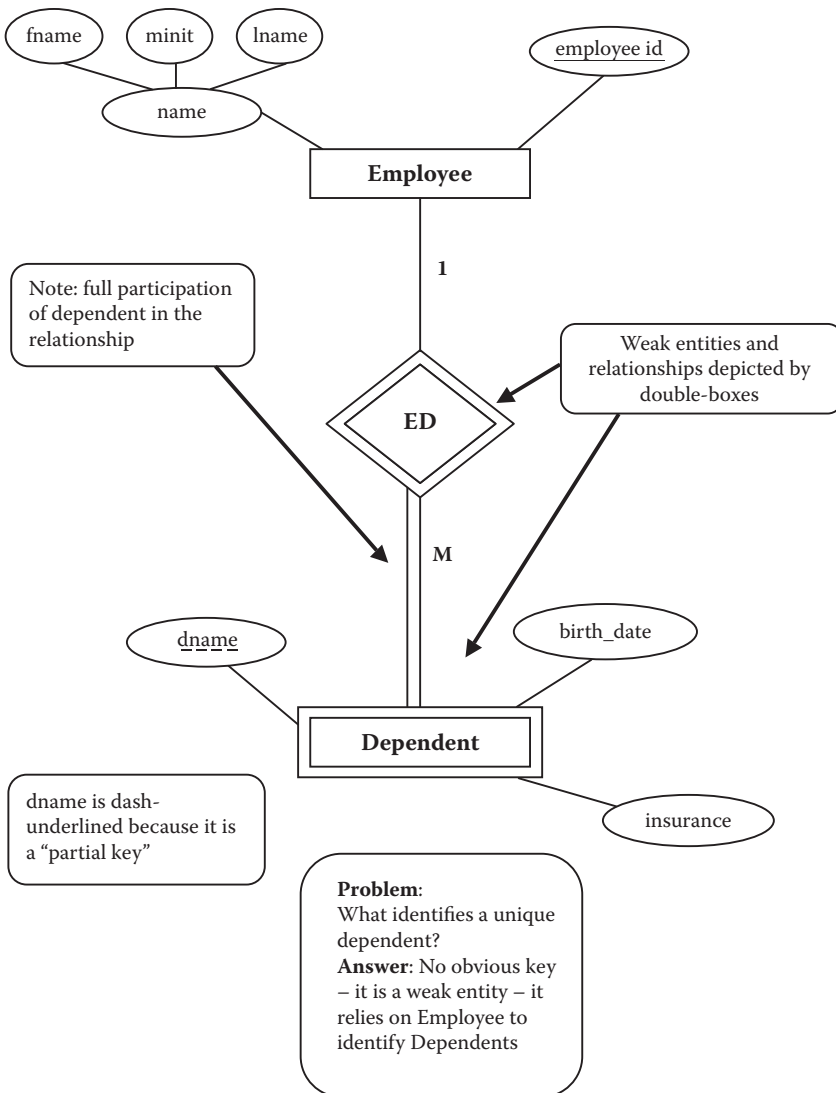 fname
minit
lname
employee id
name
Employee
1
Note: full participation
of dependent in the
relationship
Weak entities and
relationships depicted by
double-boxes
ED
M
dname
birth_date
Dependent
dname is dash-
underlined because it is
a “partial key”
insurance
Problem:
What identifies a unique
dependent?
Answer: No obvious key
– it is a weak entity – it
relies on Employee to
identify Dependents